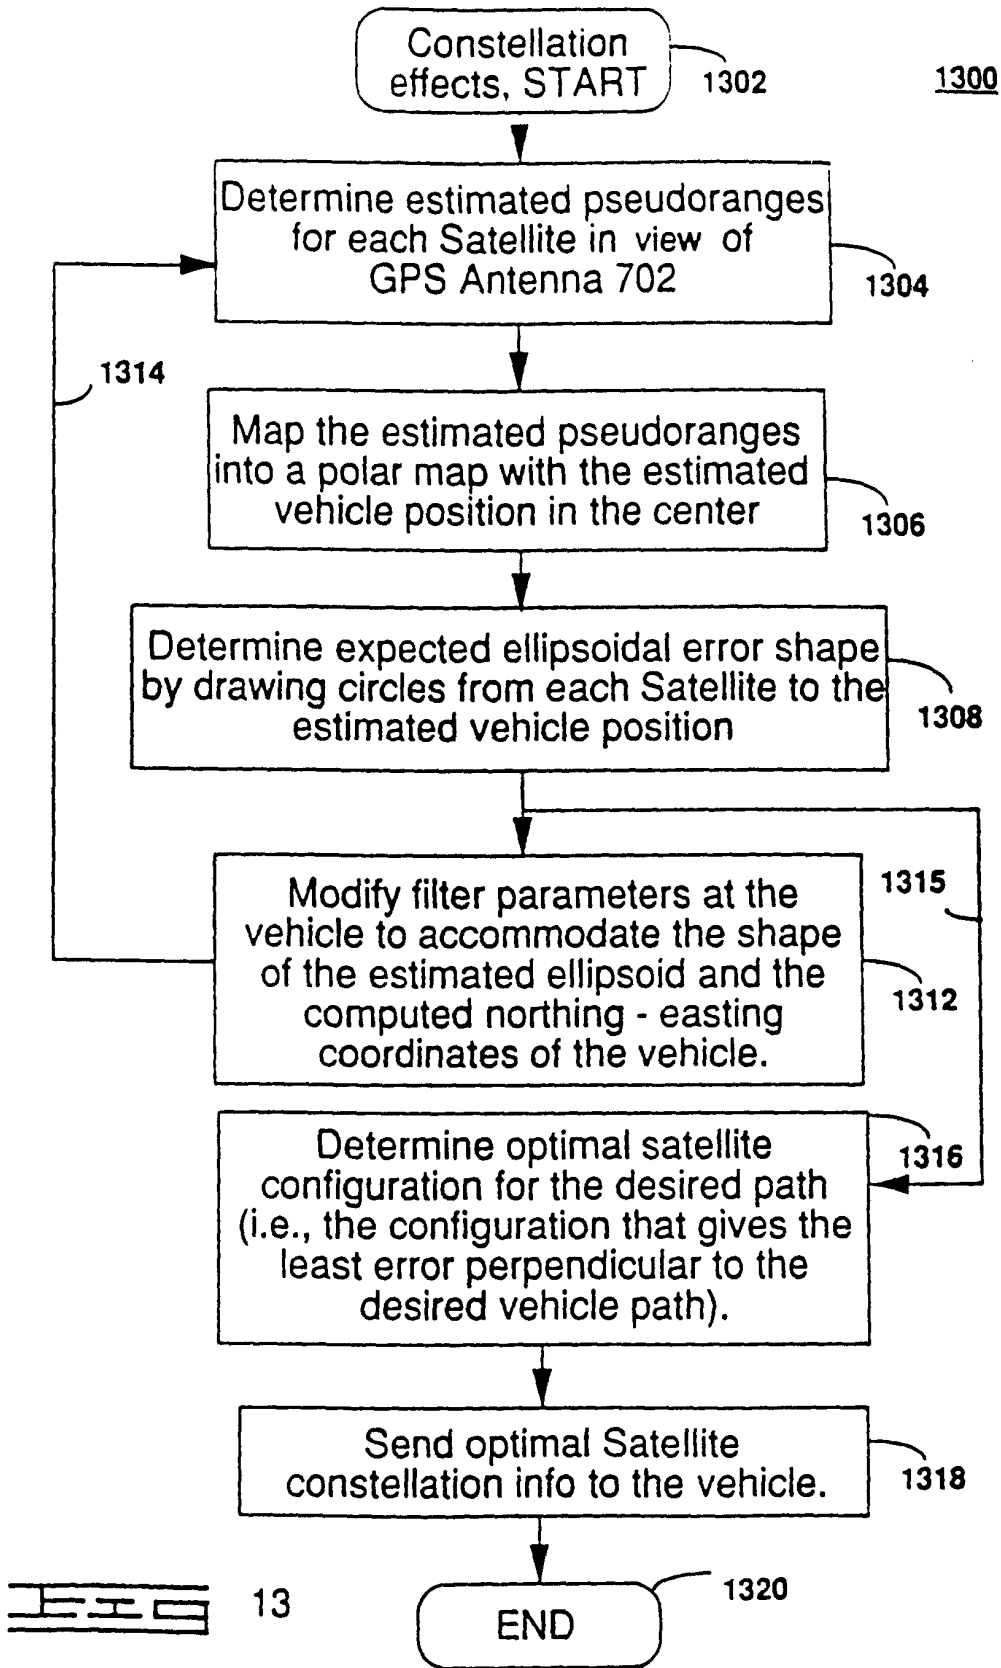 Constellation
effects, START
1302
1300
Determine estimated pseudoranges
for each Satellite in view of
GPS Antenna 702
1304
1314
Map the estimated pseudoranges
into a polar map with the estimated
vehicle position in the center
1306
Determine expected ellipsoidal error shape
by drawing circles from each Satellite to the
estimated vehicle position
1308
1315
Modify filter parameters at the
vehicle to accommodate the shape
of the estimated ellipsoid and the
computed northing - easting
coordinates of the vehicle.
1312
Determine optimal satellite
configuration for the desired path
(i.e., the configuration that gives the
least error perpendicular to the
desired vehicle path).
1316
Send optimal Satellite
constellation info to the vehicle.
1318
END
1320
FIG 13